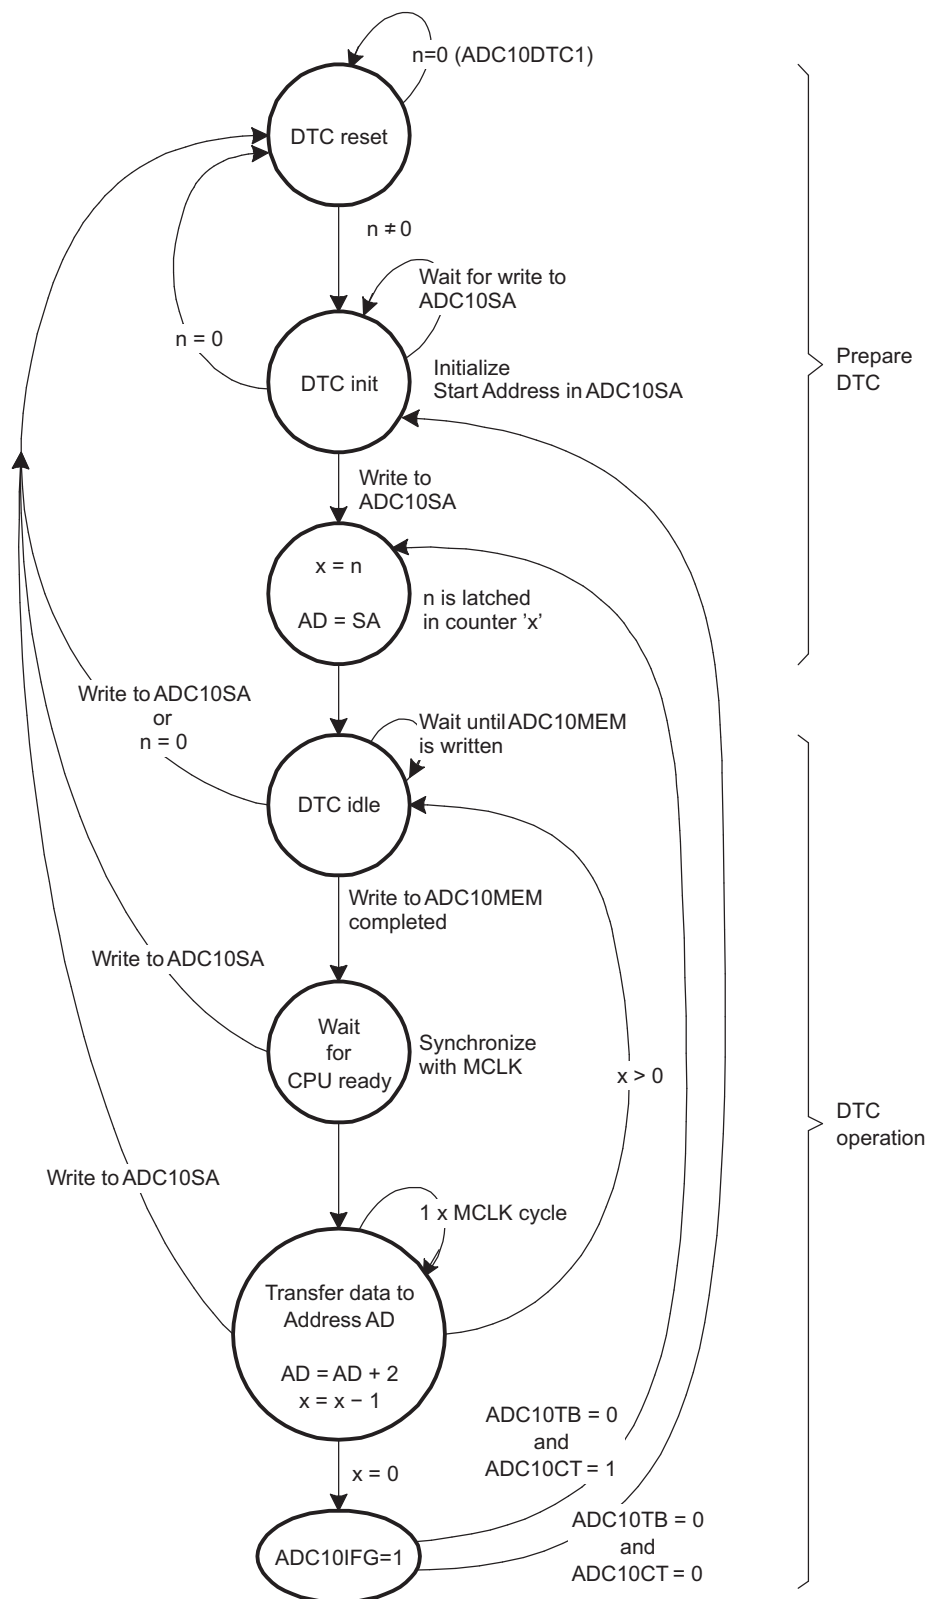 n=0 (ADC10DTC1)
DTC reset
n ≠ 0
Wait for write to
ADC10SA
n = 0
DTC init
Initialize
Start Address in ADC10SA
Prepare
DTC
Write to
ADC10SA
x = n
AD = SA
n is latched
in counter ’x’
Write to ADC10SA
or
n = 0
Wait until ADC10MEM
is written
DTC idle
Write to ADC10MEM
completed
Write to ADC10SA
Wait
for
CPU ready
Synchronize
with MCLK
x > 0
DTC
operation
Write to ADC10SA
1 x MCLK cycle
Transfer data to
Address AD
AD = AD + 2
x = x − 1
ADC10TB = 0
and
ADC10CT = 1
x = 0
ADC10IFG=1
ADC10TB = 0
and
ADC10CT = 0